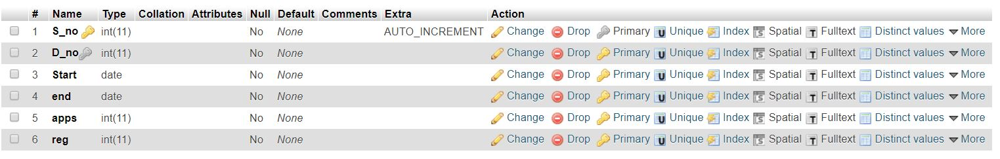 # Name Type Collation Attributes Null Default Comments Extra Action
1 S_no int(11) No None AUTO_INCREMENT Change Drop Primary Unique Index Spatial Fulltext Distinct values More
2 D_no int(11) No None Change Drop Primary Unique Index Spatial Fulltext Distinct values More
3 Start date No None Change Drop Primary Unique Index Spatial Fulltext Distinct values More
4 end date No None Change Drop Primary Unique Index Spatial Fulltext Distinct values More
5 apps int(11) No None Change Drop Primary Unique Index Spatial Fulltext Distinct values More
6 reg int(11) No None Change Drop Primary Unique Index Spatial Fulltext Distinct values More